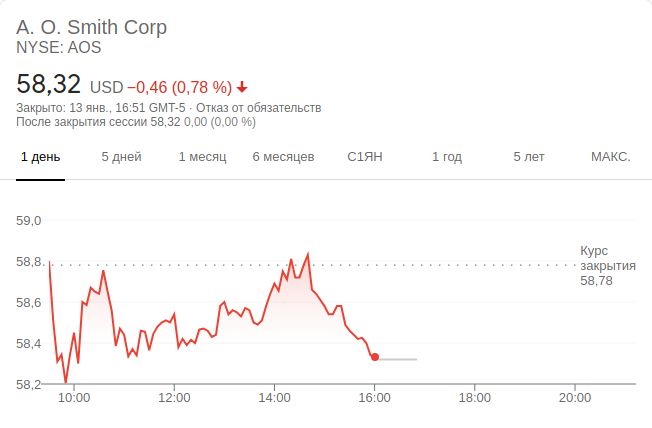 A. O. Smith Corp
NYSE: AOS
58,32 USD −0,46 (0,78 %)
Закрыто: 13 янв., 16:51 GMT-5 · Отказ от обязательств
После закрытия сессии 58,32 0,00 (0,00 %)
1 день 5 дней 1 месяц 6 месяцев С1ЯН 1 год 5 лет МАКС.
59,0
58,8
58,6
58,4
58,2
Курс
закрытия
58,78
10:00 12:00 14:00 16:00 18:00 20:00